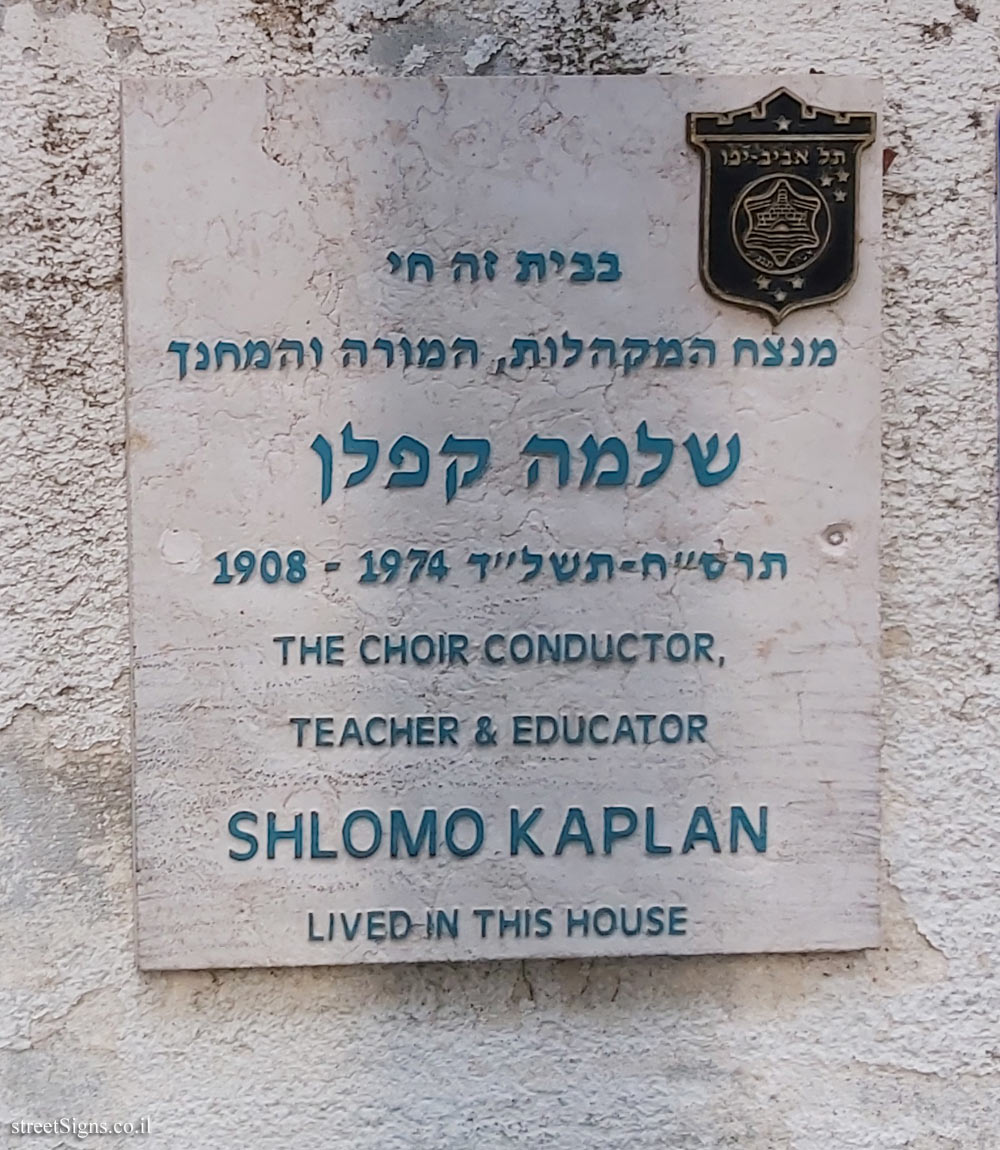 תל אביב-יפו
בבית זה חי
מנצח המקהלות, המורה והמחנך
שלמה קפלן
תרס״ח-תשל״ד 1974 - 1908
THE CHOIR CONDUCTOR,
TEACHER & EDUCATOR
SHLOMO KAPLAN
LIVED IN THIS HOUSE
streetSigns.co.il